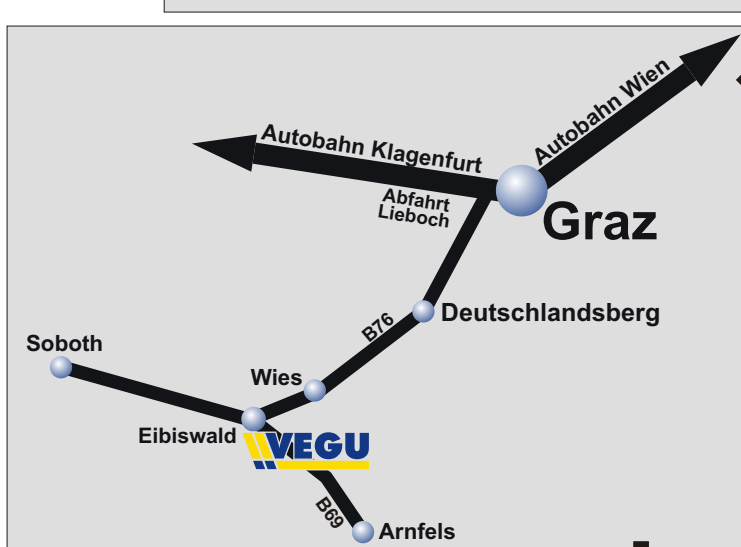 Autobahn Wien
Autobahn Klagenfurt
Abfahrt
Lieboch
Graz
Deutschlandsberg
B76
Soboth
Wies
Eibiswald
VEGU
B69
Arnfels